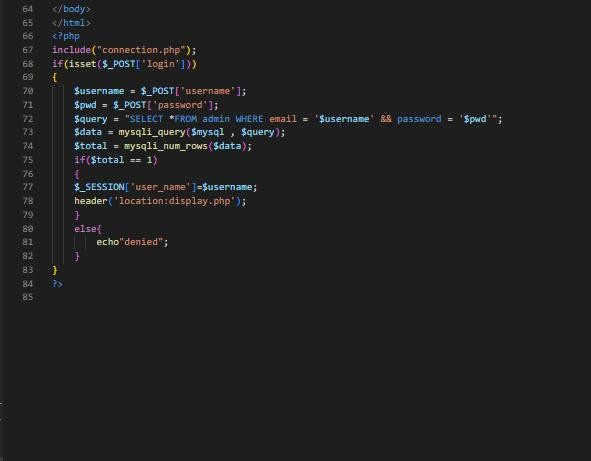 64 </body>
65 </html>
66 <?php
67 include("connection.php");
68 if(isset($_POST['login']))
69 {
70 $username = $_POST['username'];
71 $pwd = $_POST['password'];
72 $query = "SELECT *FROM admin WHERE email = '$username' && password = '$pwd'";
73 $data = mysqli_query($mysql , $query);
74 $total = mysqli_num_rows($data);
75 if($total == 1)
76 {
77 $_SESSION['user_name']=$username;
78 header('location:display.php');
79 }
80 else{
81 echo"denied";
82 }
83 }
84 ?>
85